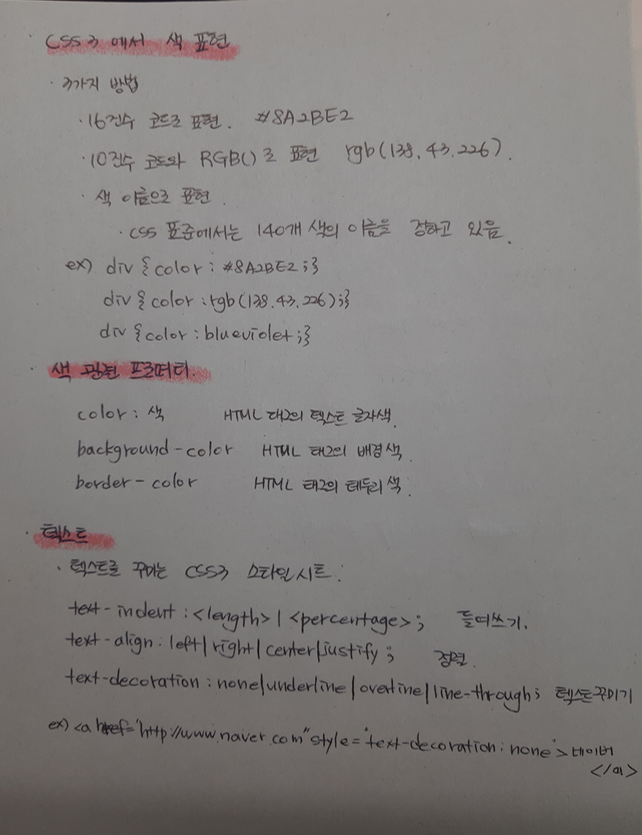 · CSS3 에서 색 표현
· 3가지 방법
· 16진수 코드로 표현. #8A2BE2
· 10진수 코드와 RGB()로 표현 rgb(138.43.226).
· 색 이름으로 표현.
· CSS 표준에서는 140개 색의 이름을 정하고 있음.
ex) div {color: #8A2BE2;}
div {color:rgb(138.43.226);}
div {color:blueviolet;}
· 색 관련 프로퍼티.
color : 색 HTML 태그의 텍스트 글자색.
background-color HTML 태그의 배경색.
border-color HTML 태그의 테두리색.
· 텍스트
· 텍스트를 꾸미는 CSS3 스타일시트.
text-indent :<length>|<percentage>; 들여쓰기.
text-align: left|right|center|justify; 정렬.
text-decoration : none|underline|overline|line-through; 텍스트꾸미기
ex) <a href='http://www.naver.com" style="text-decoration: none">네이버
</a>